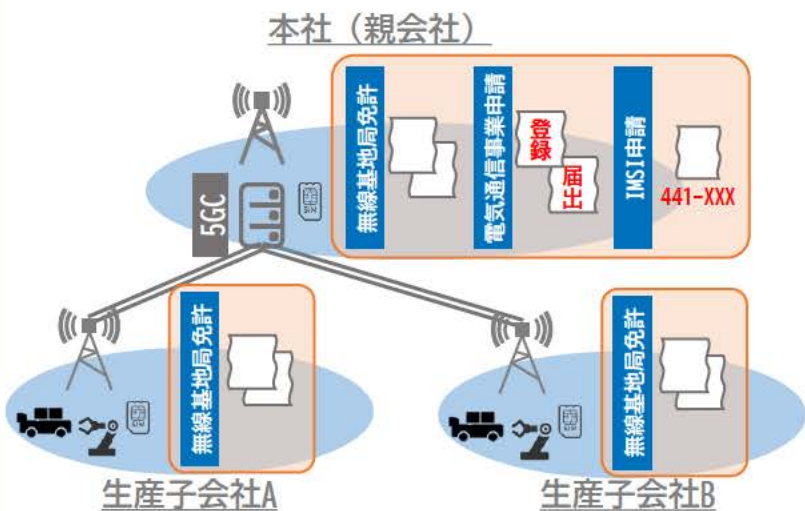 本社（親会社）
無線基地局免許
電気通信事業申請
登録
届出
IMSI申請
441-XXX
5GC
無線基地局免許
無線基地局免許
生産子会社A
生産子会社B